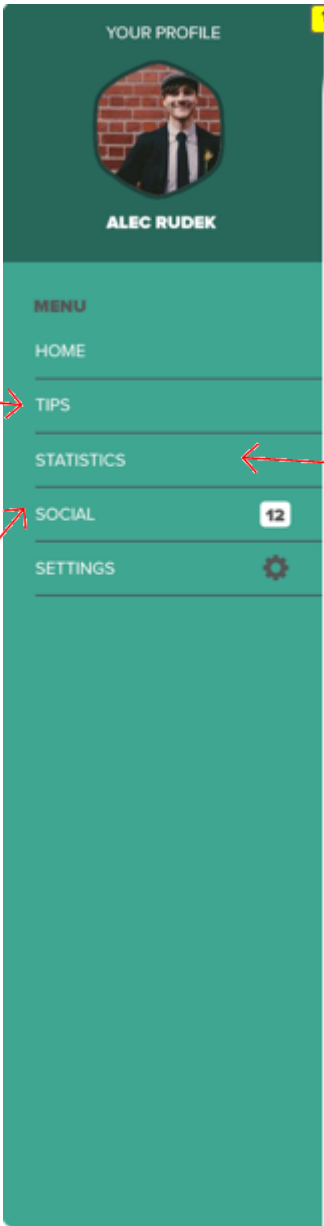 YOUR PROFILE
ALEC RUDEK
MENU
HOME
TIPS
STATISTICS
SOCIAL
12
SETTINGS